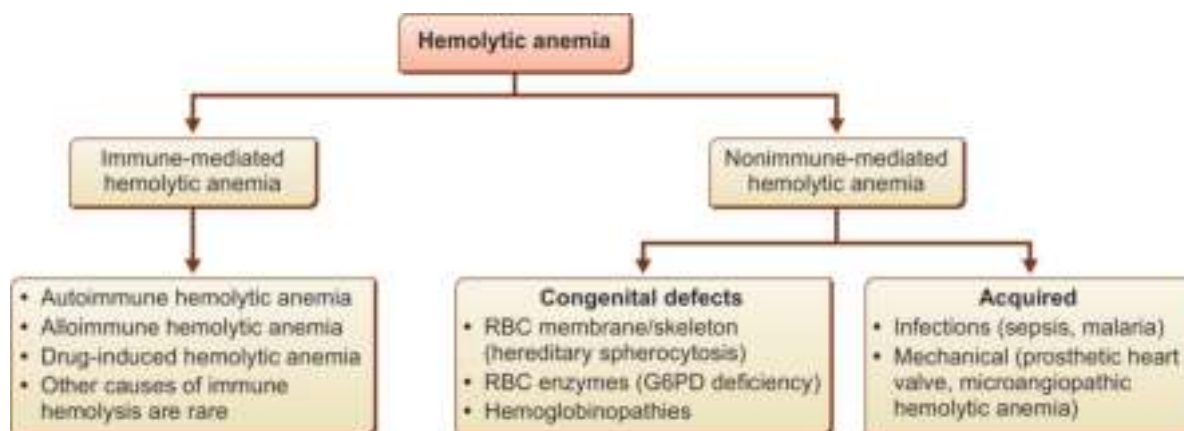 Hemolytic anemia
Immune-mediated
hemolytic anemia
Nonimmune-mediated
hemolytic anemia
• Autoimmune hemolytic anemia
• Alloimmune hemolytic anemia
• Drug-induced hemolytic anemia
• Other causes of immune
hemolysis are rare
Congenital defects
• RBC membrane/skeleton
(hereditary spherocytosis)
• RBC enzymes (G6PD deficiency)
• Hemoglobinopathies
Acquired
• Infections (sepsis, malaria)
• Mechanical (prosthetic heart
valve, microangiopathic
hemolytic anemia)